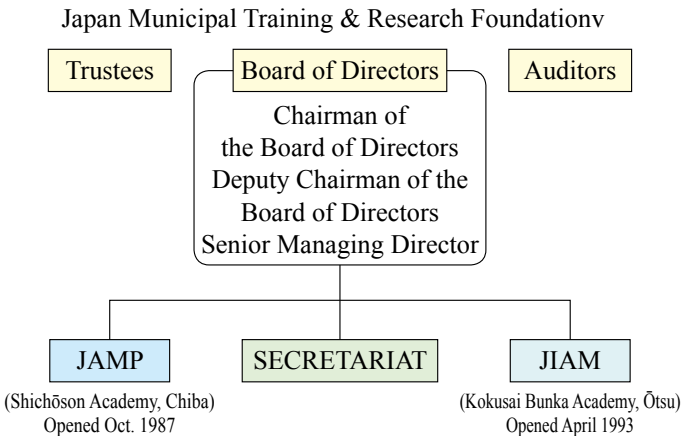 Japan Municipal Training & Research Foundationv
Trustees
Board of Directors
Auditors
Chairman of
the Board of Directors
Deputy Chairman of the
Board of Directors
Senior Managing Director
JAMP
SECRETARIAT
JIAM
(Shichōson Academy, Chiba)
Opened Oct. 1987
(Kokusai Bunka Academy, Ōtsu)
Opened April 1993